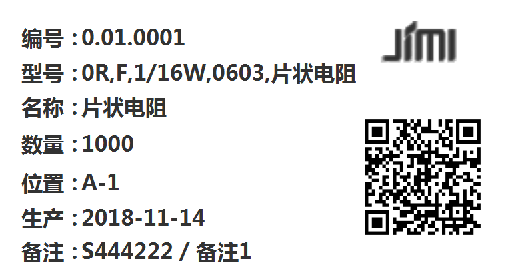 编号：0.01.0001
JiMI
型号：0R,F,1/16W,0603,片状电阻
名称：片状电阻
数量：1000
位置：A-1
生产：2018-11-14
备注：S444222 / 备注1